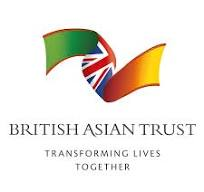 BRITISH ASIAN TRUST
TRANSFORMING LIVES
TOGETHER